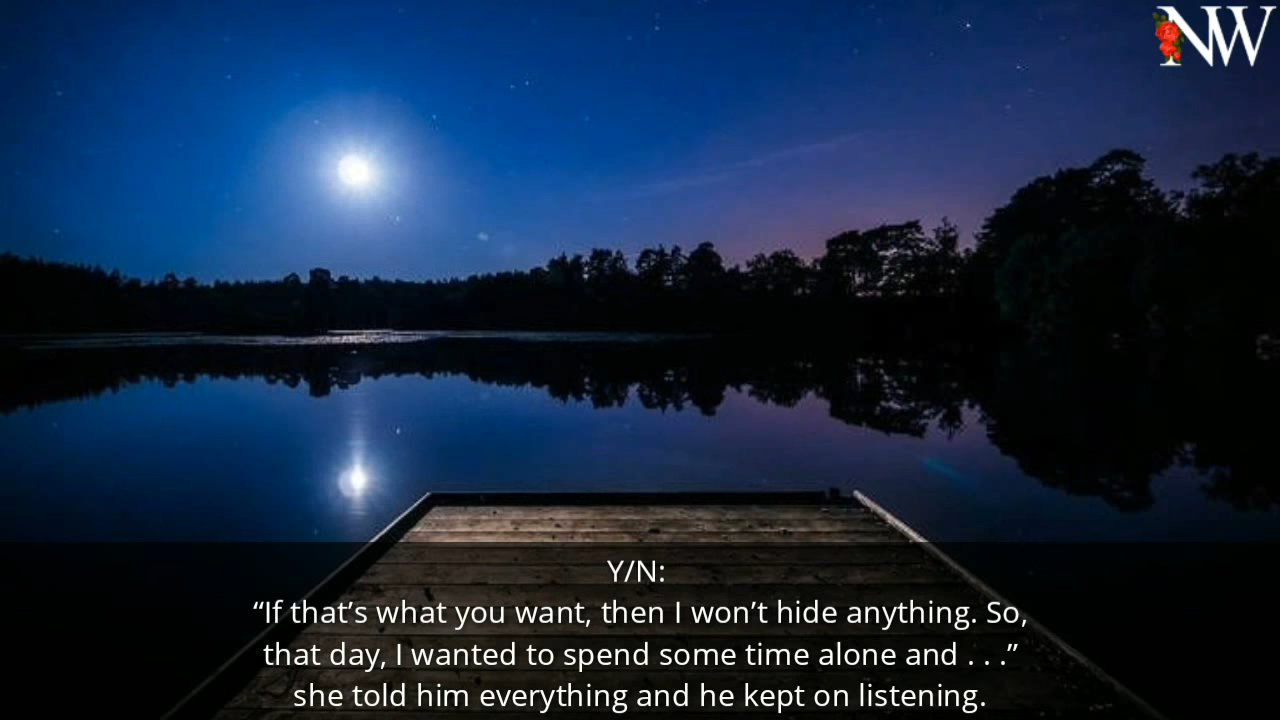 NW
Y/N:
“If that’s what you want, then I won’t hide anything. So,
that day, I wanted to spend some time alone and . . .”
she told him everything and he kept on listening.